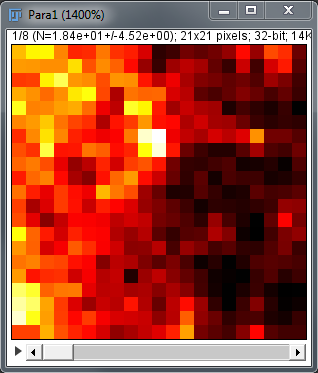 Para1 (1400%)
1/8 (N=1.84e+01+/-4.52e+00); 21x21 pixels; 32-bit; 14K